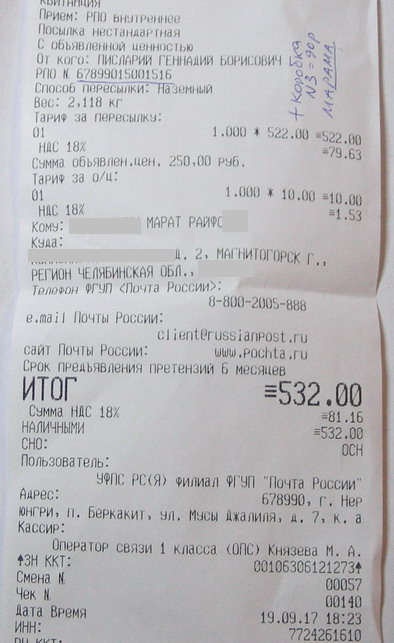 КВИТАНЦИЯ
Прием: РПО внутреннее
Посылка нестандартная
С объявленной ценностью
От кого: ПИСЛАРИЙ ГЕННАДИЙ БОРИСОВИЧ
РПО N 67899015001516
Способ пересылки: Наземный
Вес: 2,118 кг
Тариф за пересылку:
01 1.000 * 522.00 ≡522.00
НДС 18% ≡79.63
Сумма объявлен.цен. 250,00 руб.
Тариф за о/ц:
01 1.000 * 10.00 ≡10.00
НДС 18% ≡1.53
Кому: МАРАТ РАЙФО
Куда:
Д. 2, МАГНИТОГОРСК Г.,
РЕГИОН ЧЕЛЯБИНСКАЯ ОБЛ.,
Телефон ФГУП <Почта России>:
8-800-2005-888
e.mail Почты России:
client@russianpost.ru
сайт Почты России: www.pochta.ru
Срок предъявления претензий 6 месяцев
ИТОГ ≡532.00
Сумма НДС 18% ≡81.16
НАЛИЧНЫМИ ≡532.00
СНО: ОСН
Пользователь:
УФПС РС(Я) филиал ФГУП "Почта России"
Адрес: 678990, г. Нер
юнгри, п. Беркакит, ул. Мусы Джалиля, д. 7, к. а
Кассир:
Оператор связи 1 класса (ОПС) Князева М. А.
↑ЗН ККТ: 00106306121273↑
Смена N 00057
Чек N 00140
Дата Время 19.09.17 18:23
ИНН: 7724261610
РН ККТ:
+ Коробка
N3 = 90р
МАРАМА.